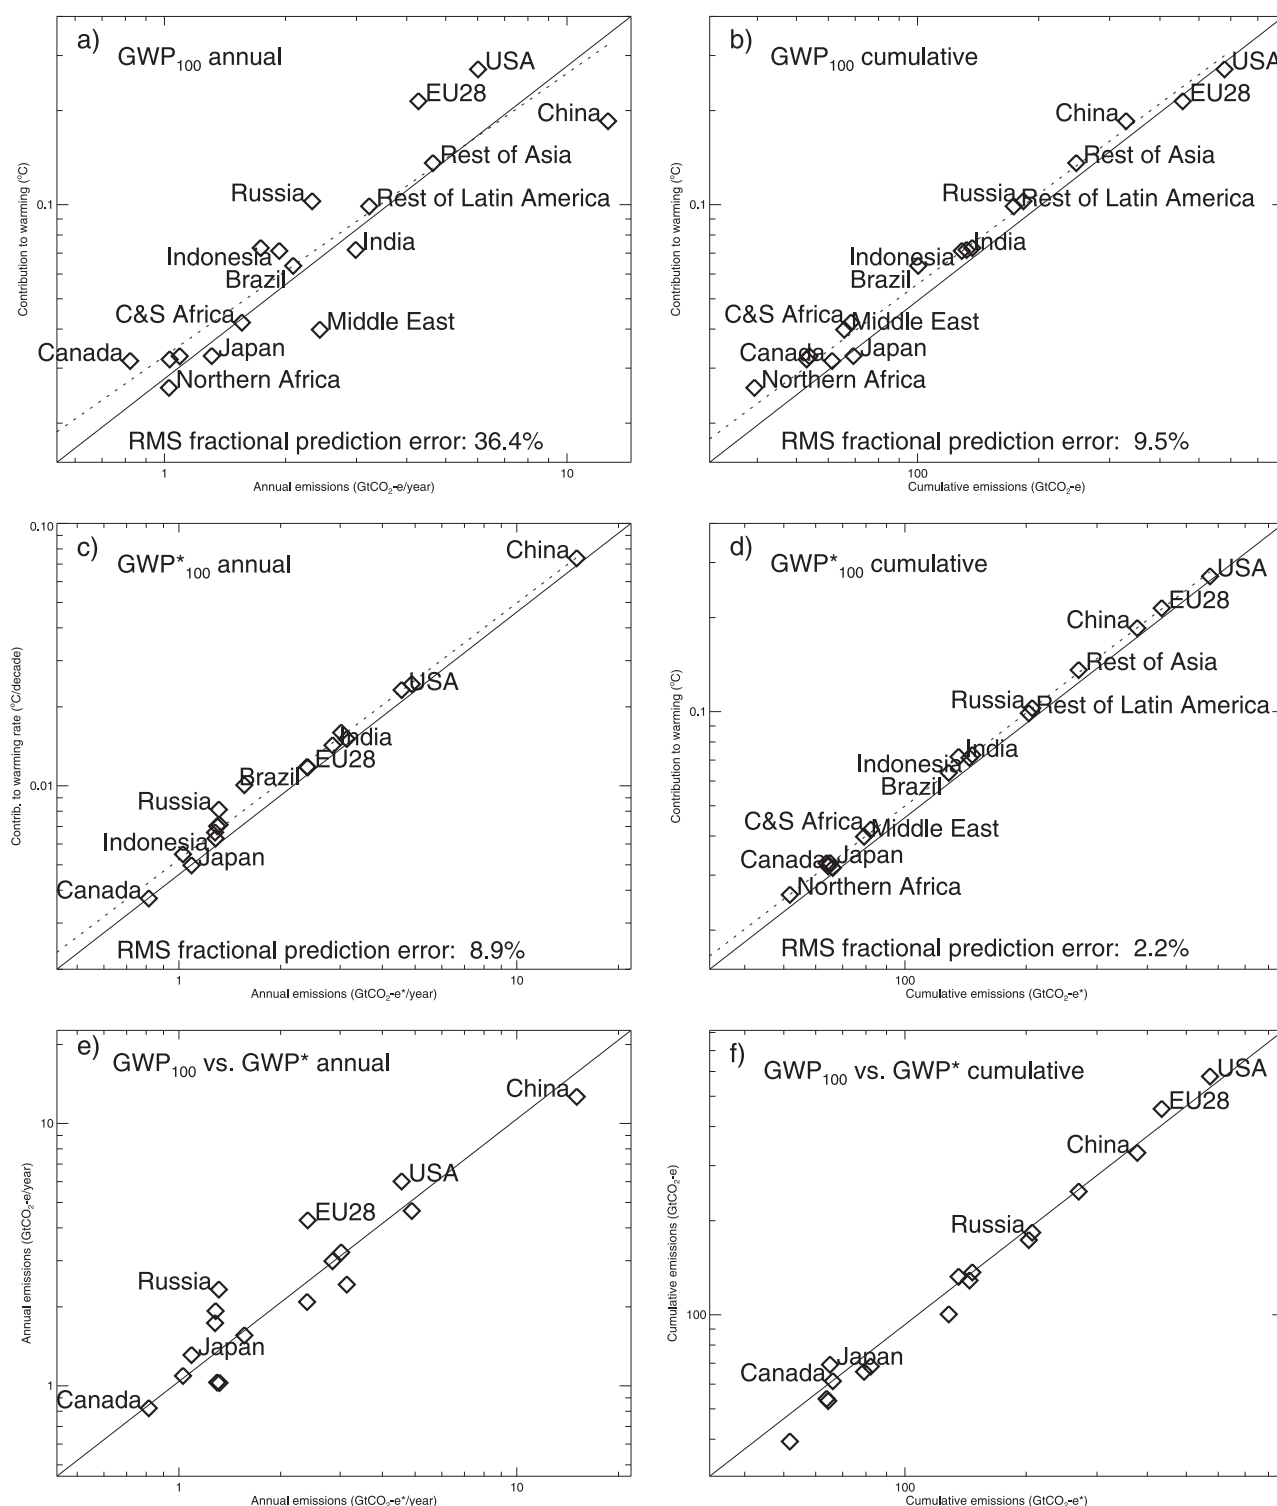 a)
GWP100 annual
USA
EU28
China
Rest of Asia
Russia
Rest of Latin America
India
Indonesia
Brazil
C&S Africa
Middle East
Canada
Japan
Northern Africa
RMS fractional prediction error: 36.4%
0.1
Contribution to warming (°C)
1
10
Annual emissions (GtCO2-e/year)
b)
GWP100 cumulative
USA
EU28
China
Rest of Asia
Russia
Rest of Latin America
Indonesia
India
Brazil
C&S Africa
Middle East
Canada
Japan
Northern Africa
RMS fractional prediction error: 9.5%
0.1
Contribution to warming (°C)
100
Cumulative emissions (GtCO2-e)
c)
GWP*100 annual
China
USA
India
EU28
Brazil
Russia
Indonesia
Japan
Canada
RMS fractional prediction error: 8.9%
0.10
0.01
Contrib. to warming rate (°C/decade)
1
10
Annual emissions (GtCO2-e*/year)
d)
GWP*100 cumulative
USA
EU28
China
Rest of Asia
Russia
Rest of Latin America
India
Indonesia
Brazil
C&S Africa
Middle East
Canada
Japan
Northern Africa
RMS fractional prediction error: 2.2%
0.1
Contribution to warming (°C)
100
Cumulative emissions (GtCO2-e*)
e)
GWP100 vs. GWP* annual
China
USA
EU28
Russia
Japan
Canada
10
1
Annual emissions (GtCO2-e/year)
1
10
Annual emissions (GtCO2-e*/year)
f)
GWP100 vs. GWP* cumulative
USA
EU28
China
Russia
Japan
Canada
100
Cumulative emissions (GtCO2-e)
100
Cumulative emissions (GtCO2-e*)